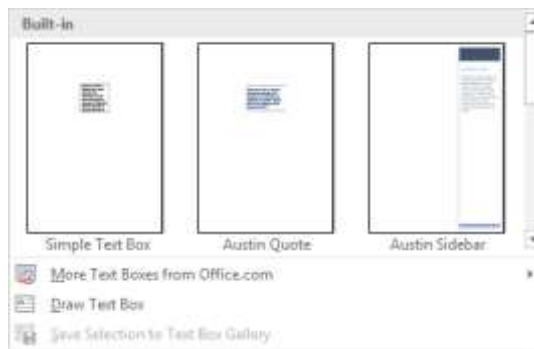 Built-in
Simple Text Box Austin Quote Austin Sidebar
More Text Boxes from Office.com
Draw Text Box
Save Selection to Text Box Gallery